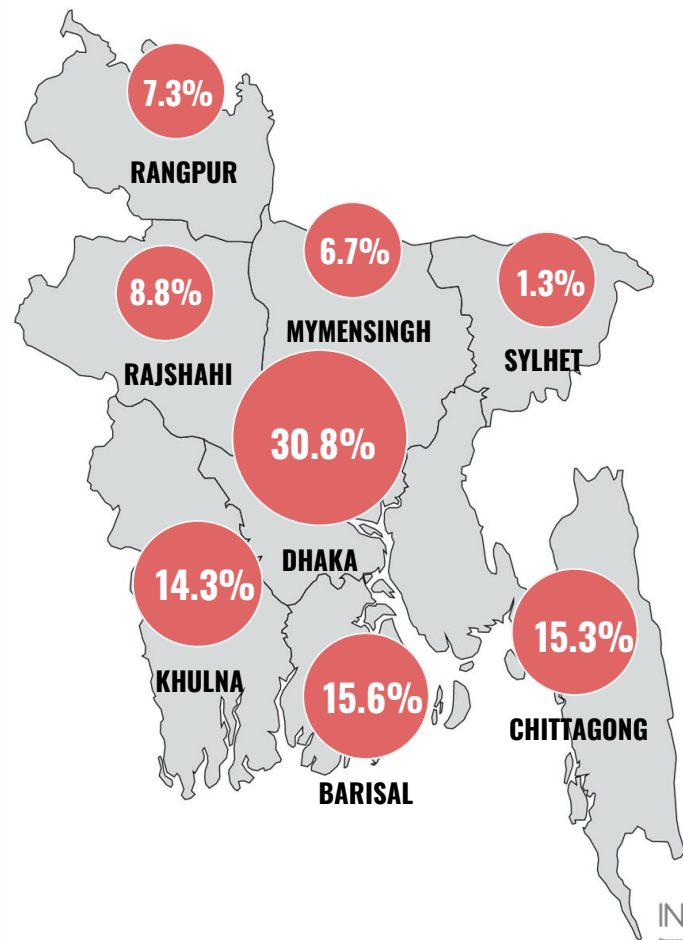 7.3%
RANGPUR
6.7%
MYMENSINGH
1.3%
SYLHET
8.8%
RAJSHAHI
30.8%
DHAKA
14.3%
KHULNA
15.6%
BARISAL
15.3%
CHITTAGONG
IN